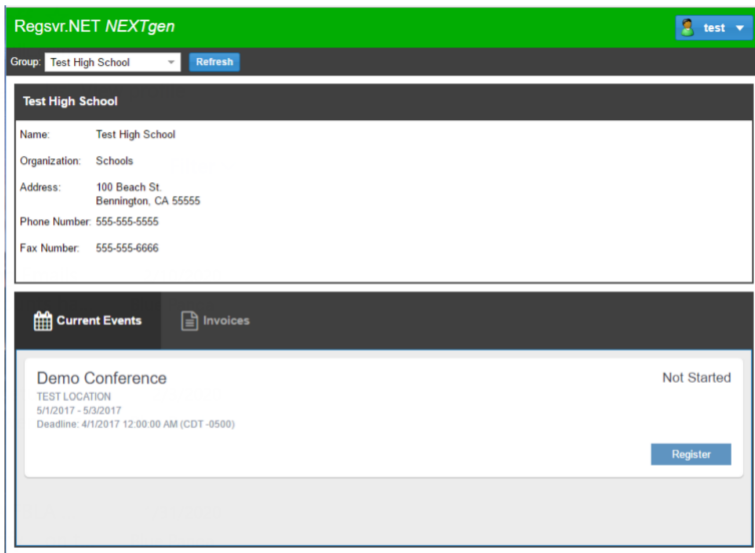 Regsvr.NET NEXTgen
test
Group: Test High School Refresh
Test High School
Name: Test High School
Organization: Schools
Address: 100 Beach St.
Bennington, CA 55555
Phone Number: 555-555-5555
Fax Number: 555-555-6666
Current Events Invoices
Demo Conference Not Started
TEST LOCATION
5/1/2017 - 5/3/2017
Deadline: 4/1/2017 12:00:00 AM (CDT -0500)
Register